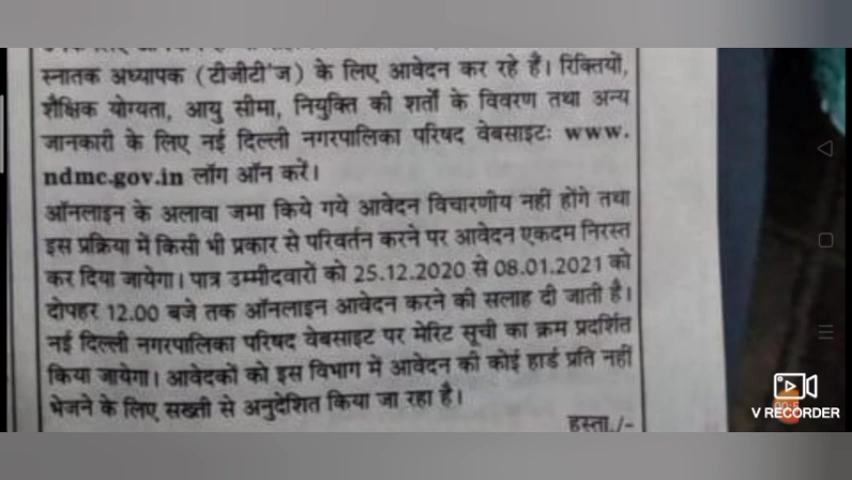 स्नातक अध्यापक (टीजीटी'ज) के लिए आवेदन कर रहे हैं। रिक्तियों,
शैक्षिक योग्यता, आयु सीमा, नियुक्ति की शर्तों के विवरण तथा अन्य
जानकारी के लिए नई दिल्ली नगरपालिका परिषद वेबसाइटः www.
ndmc.gov.in लॉग ऑन करें।
ऑनलाइन के अलावा जमा किये गये आवेदन विचारणीय नहीं होंगे तथा
इस प्रक्रिया में किसी भी प्रकार से परिवर्तन करने पर आवेदन एकदम निरस्त
कर दिया जायेगा। पात्र उम्मीदवारों को 25.12.2020 से 08.01.2021 को
दोपहर 12.00 बजे तक ऑनलाइन आवेदन करने की सलाह दी जाती है।
नई दिल्ली नगरपालिका परिषद वेबसाइट पर मेरिट सूची का क्रम प्रदर्शित
किया जायेगा। आवेदकों को इस विभाग में आवेदन की कोई हार्ड प्रति नहीं
भेजने के लिए सख्ती से अनुदेशित किया जा रहा है।
हस्ता./-
V RECORDER